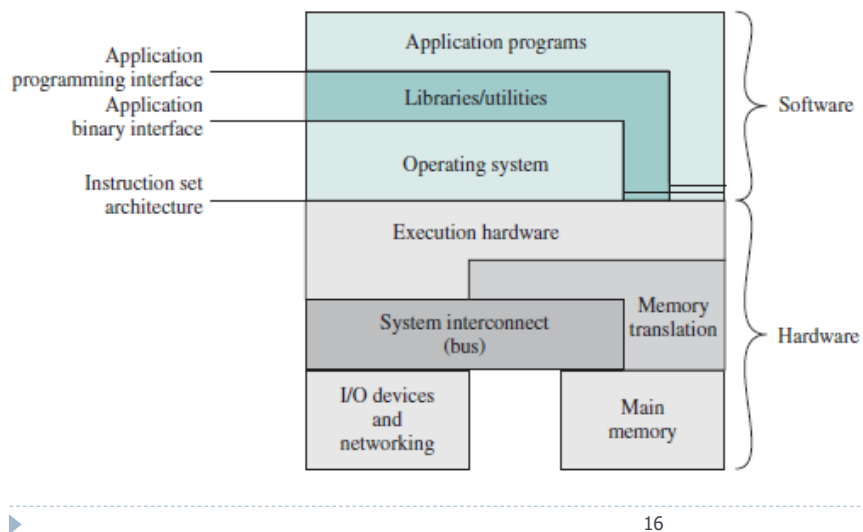 Application programs
Application
programming interface
Libraries/utilities
Application
binary interface
Software
Operating system
Instruction set
architecture
Execution hardware
Memory
translation
System interconnect
(bus)
Hardware
I/O devices
and
networking
Main
memory
16